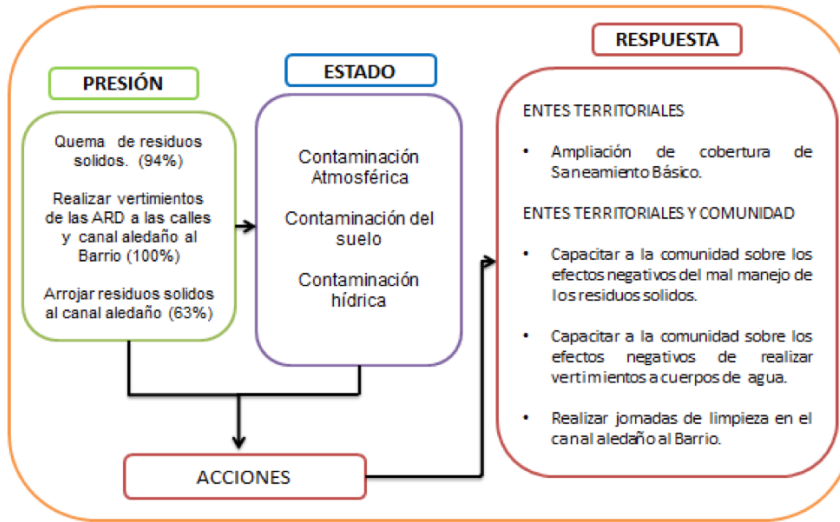 PRESIÓN
Quema de residuos
solidos. (94%)
Realizar vertimientos
de las ARD a las calles
y canal aledaño al
Barrio (100%)
Arrojar residuos solidos
al canal aledaño (63%)
ESTADO
Contaminación
Atmosférica
Contaminación del
suelo
Contaminación
hídrica
ACCIONES
RESPUESTA
ENTES TERRITORIALES
• Ampliación de cobertura de
Saneamiento Básico.
ENTES TERRITORIALES Y COMUNIDAD
• Capacitar a la comunidad sobre los
efectos negativos del mal manejo de
los residuos solidos.
• Capacitar a la comunidad sobre los
efectos negativos de realizar
vertimientos a cuerpos de agua.
• Realizar jornadas de limpieza en el
canal aledaño al Barrio.